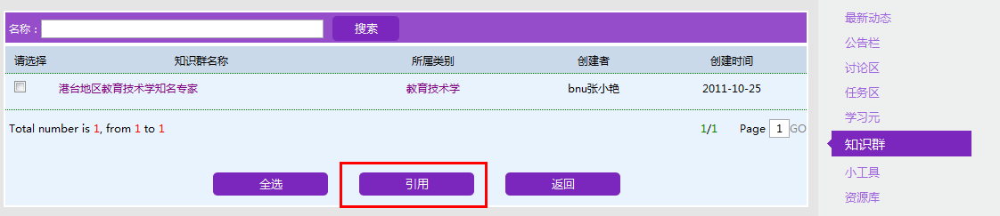 名称：
搜索
请选择 知识群名称 所属类别 创建者 创建时间
港台地区教育技术学知名专家 教育技术学 bnu张小艳 2011-10-25
Total number is 1, from 1 to 1 1/1 Page 1 GO
全选 引用 返回
最新动态
公告栏
讨论区
任务区
学习元
知识群
小工具
资源库